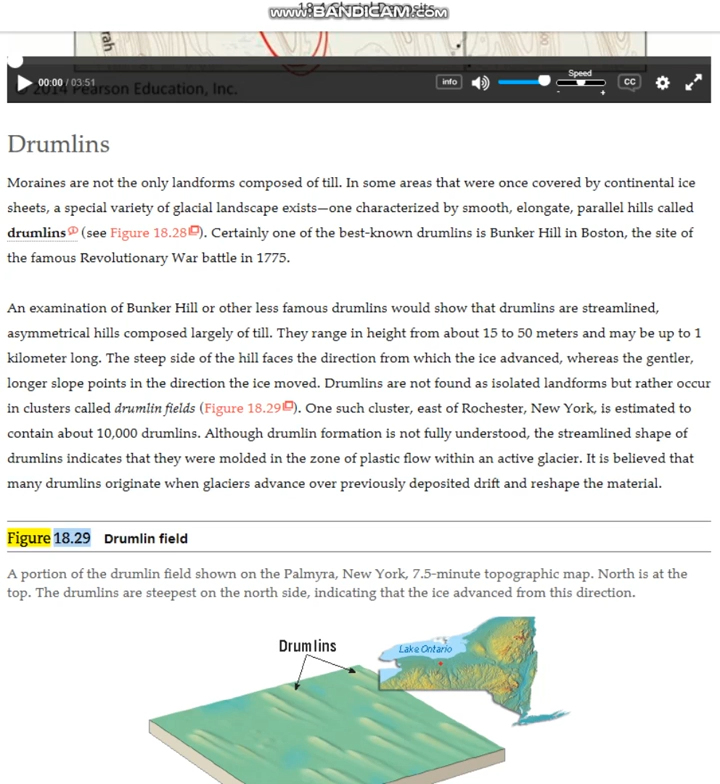 18.4 Glacial Deposits
www.BANDICAM.com
rah
00:00 / 03:51
info
Speed
- +
CC
© 2014 Pearson Education, Inc.
Drumlins
Moraines are not the only landforms composed of till. In some areas that were once covered by continental ice
sheets, a special variety of glacial landscape exists—one characterized by smooth, elongate, parallel hills called
drumlins (see Figure 18.28). Certainly one of the best-known drumlins is Bunker Hill in Boston, the site of
the famous Revolutionary War battle in 1775.
An examination of Bunker Hill or other less famous drumlins would show that drumlins are streamlined,
asymmetrical hills composed largely of till. They range in height from about 15 to 50 meters and may be up to 1
kilometer long. The steep side of the hill faces the direction from which the ice advanced, whereas the gentler,
longer slope points in the direction the ice moved. Drumlins are not found as isolated landforms but rather occur
in clusters called drumlin fields (Figure 18.29). One such cluster, east of Rochester, New York, is estimated to
contain about 10,000 drumlins. Although drumlin formation is not fully understood, the streamlined shape of
drumlins indicates that they were molded in the zone of plastic flow within an active glacier. It is believed that
many drumlins originate when glaciers advance over previously deposited drift and reshape the material.
Figure 18.29 Drumlin field
A portion of the drumlin field shown on the Palmyra, New York, 7.5-minute topographic map. North is at the
top. The drumlins are steepest on the north side, indicating that the ice advanced from this direction.
Drumlins
Lake Ontario